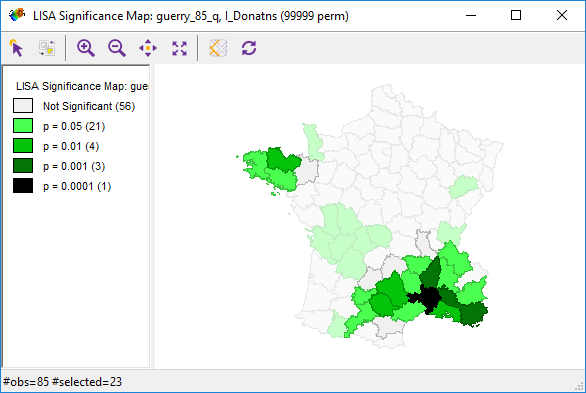 LISA Significance Map: guerry_85_q, I_Donatns (99999 perm)
LISA Significance Map: guer
Not Significant (56)
p = 0.05 (21)
p = 0.01 (4)
p = 0.001 (3)
p = 0.0001 (1)
#obs=85 #selected=23